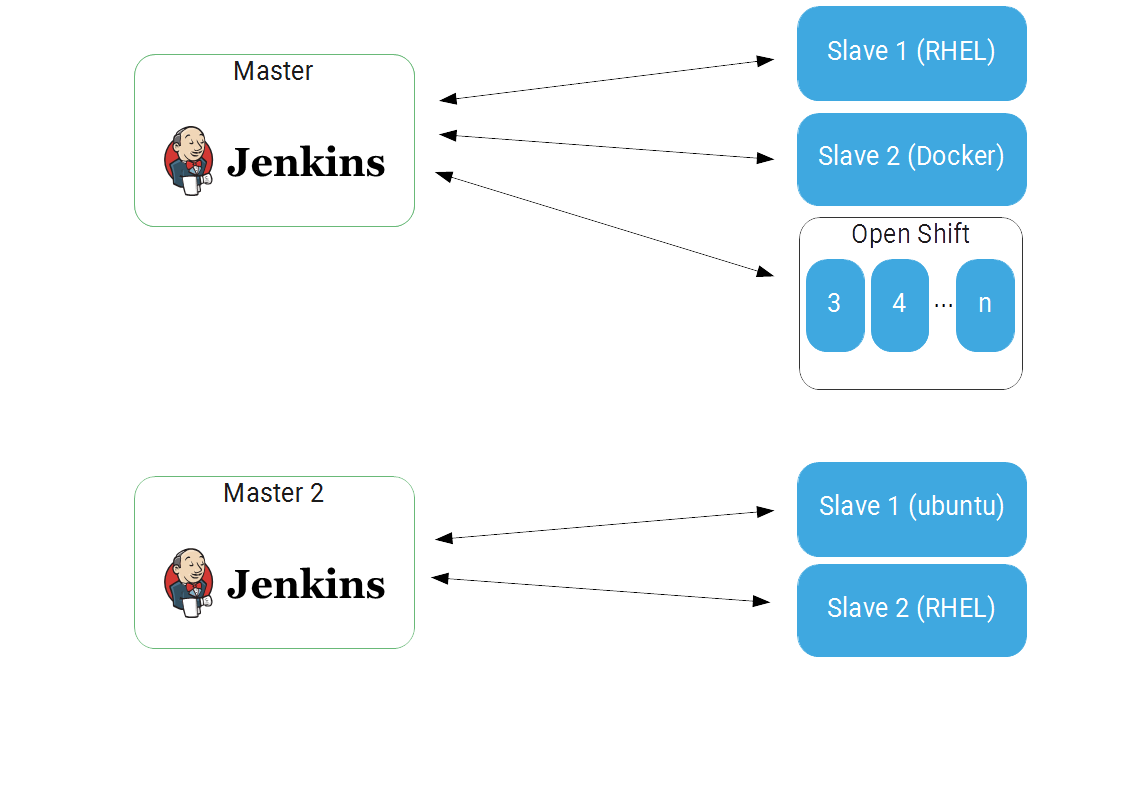 Master
Jenkins
Slave 1 (RHEL)
Slave 2 (Docker)
Open Shift
3 4 ... n
Master 2
Jenkins
Slave 1 (ubuntu)
Slave 2 (RHEL)